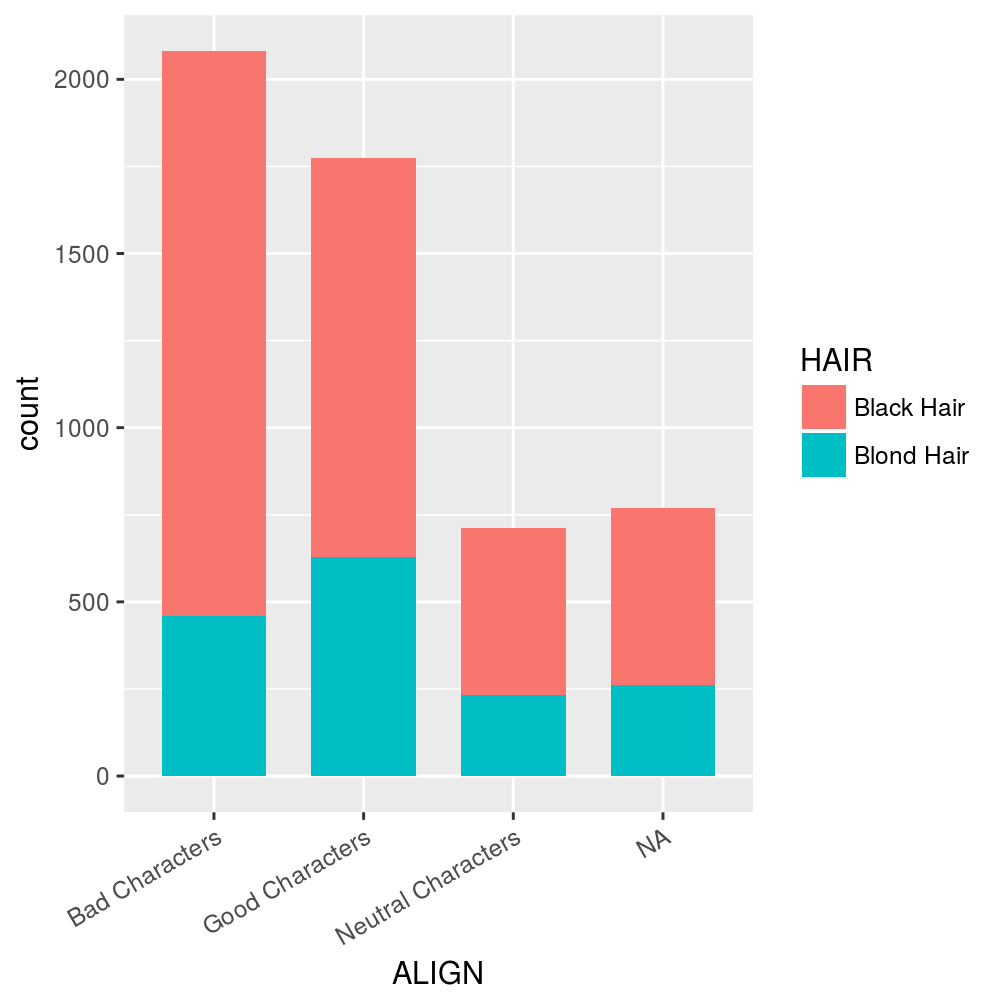 2000
1500
1000
500
0
count
Bad Characters
Good Characters
Neutral Characters
NA
ALIGN
HAIR
Black Hair
Blond Hair